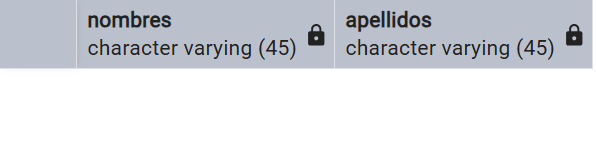 nombres
character varying (45)
apellidos
character varying (45)